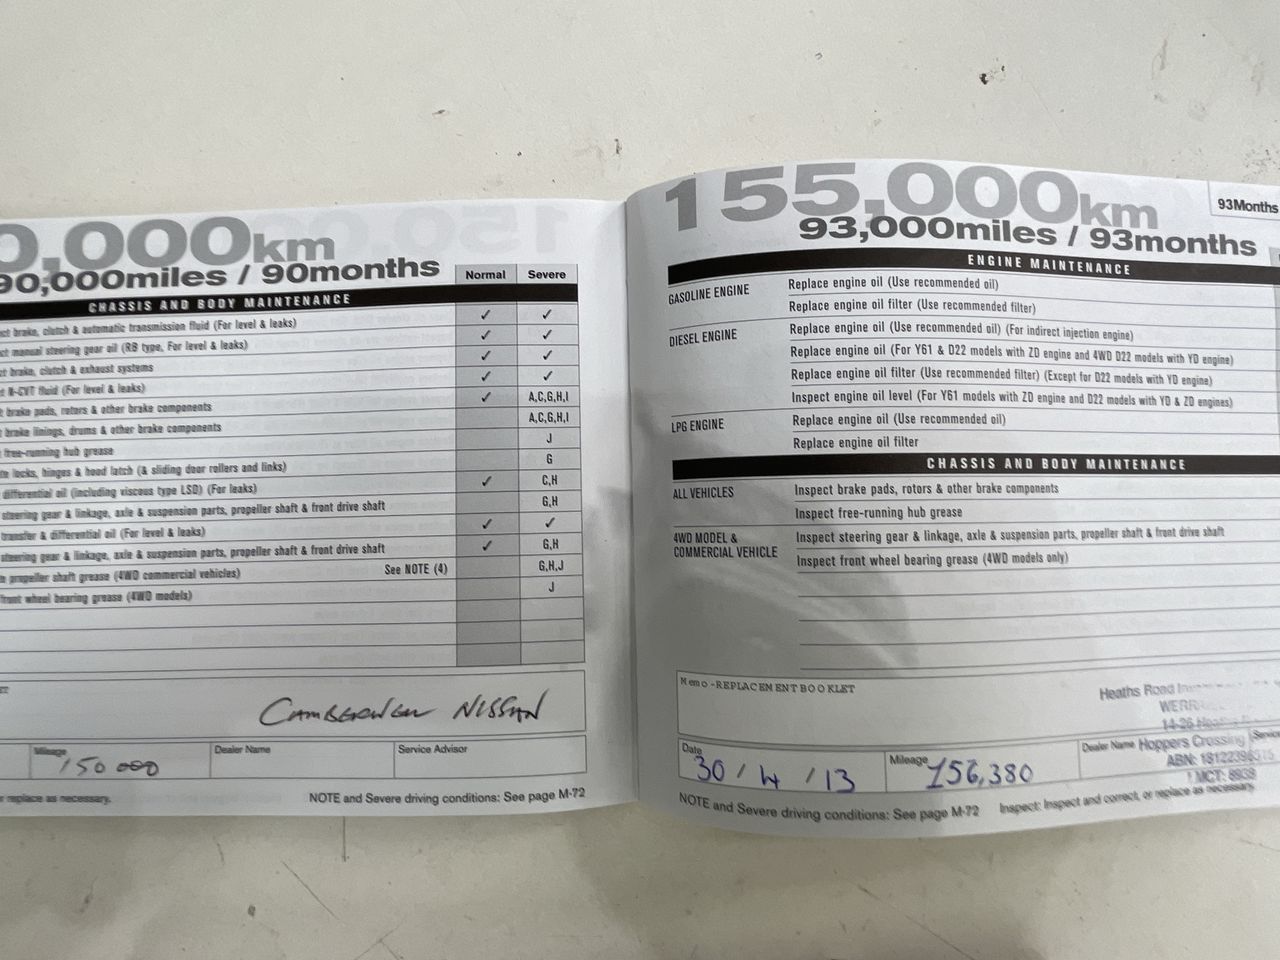 0,000km
90,000miles / 90months
Normal Severe
CHASSIS AND BODY MAINTENANCE
brake, clutch & automatic transmission fluid (For level & leaks) ✓ ✓
manual steering gear oil (RB type, For level & leaks) ✓ ✓
brake, clutch & exhaust systems ✓ ✓
N-CVT fluid (For level & leaks) ✓ ✓
brake pads, rotors & other brake components ✓ A,C,G,H,I
brake linings, drums & other brake components A,C,G,H,I
free-running hub grease J
locks, hinges & hood latch (& sliding door rollers and links) G
differential oil (including viscous type LSD) (For leaks) ✓ C,H
steering gear & linkage, axle & suspension parts, propeller shaft & front drive shaft G,H
transfer & differential oil (For level & leaks) ✓ ✓
steering gear & linkage, axle & suspension parts, propeller shaft & front drive shaft ✓ G,H
propeller shaft grease (4WD commercial vehicles) See NOTE (4) G,H,J
front wheel bearing grease (4WD models) J
CAMBERWELL NISSAN
Mileage 150 000
Dealer Name
Service Advisor
replace as necessary.
NOTE and Severe driving conditions: See page M-72
155,000km
93,000miles / 93months
93Months
ENGINE MAINTENANCE
GASOLINE ENGINE Replace engine oil (Use recommended oil)
Replace engine oil filter (Use recommended filter)
DIESEL ENGINE Replace engine oil (Use recommended oil) (For indirect injection engine)
Replace engine oil (For Y61 & D22 models with ZD engine and 4WD D22 models with YD engine)
Replace engine oil filter (Use recommended filter) (Except for D22 models with YD engine)
Inspect engine oil level (For Y61 models with ZD engine and D22 models with YD & ZD engines)
LPG ENGINE Replace engine oil (Use recommended oil)
Replace engine oil filter
CHASSIS AND BODY MAINTENANCE
ALL VEHICLES Inspect brake pads, rotors & other brake components
Inspect free-running hub grease
4WD MODEL & COMMERCIAL VEHICLE Inspect steering gear & linkage, axle & suspension parts, propeller shaft & front drive shaft
Inspect front wheel bearing grease (4WD models only)
Memo -REPLACEMENT BOOKLET
Heaths Road
WERR
14-26
Date 30 / 4 / 13
Mileage 156,380
Dealer Name Hoppers Crossing
ABN:
LMCT: 8938
NOTE and Severe driving conditions: See page M-72
Inspect: Inspect and correct, or replace as necessary.